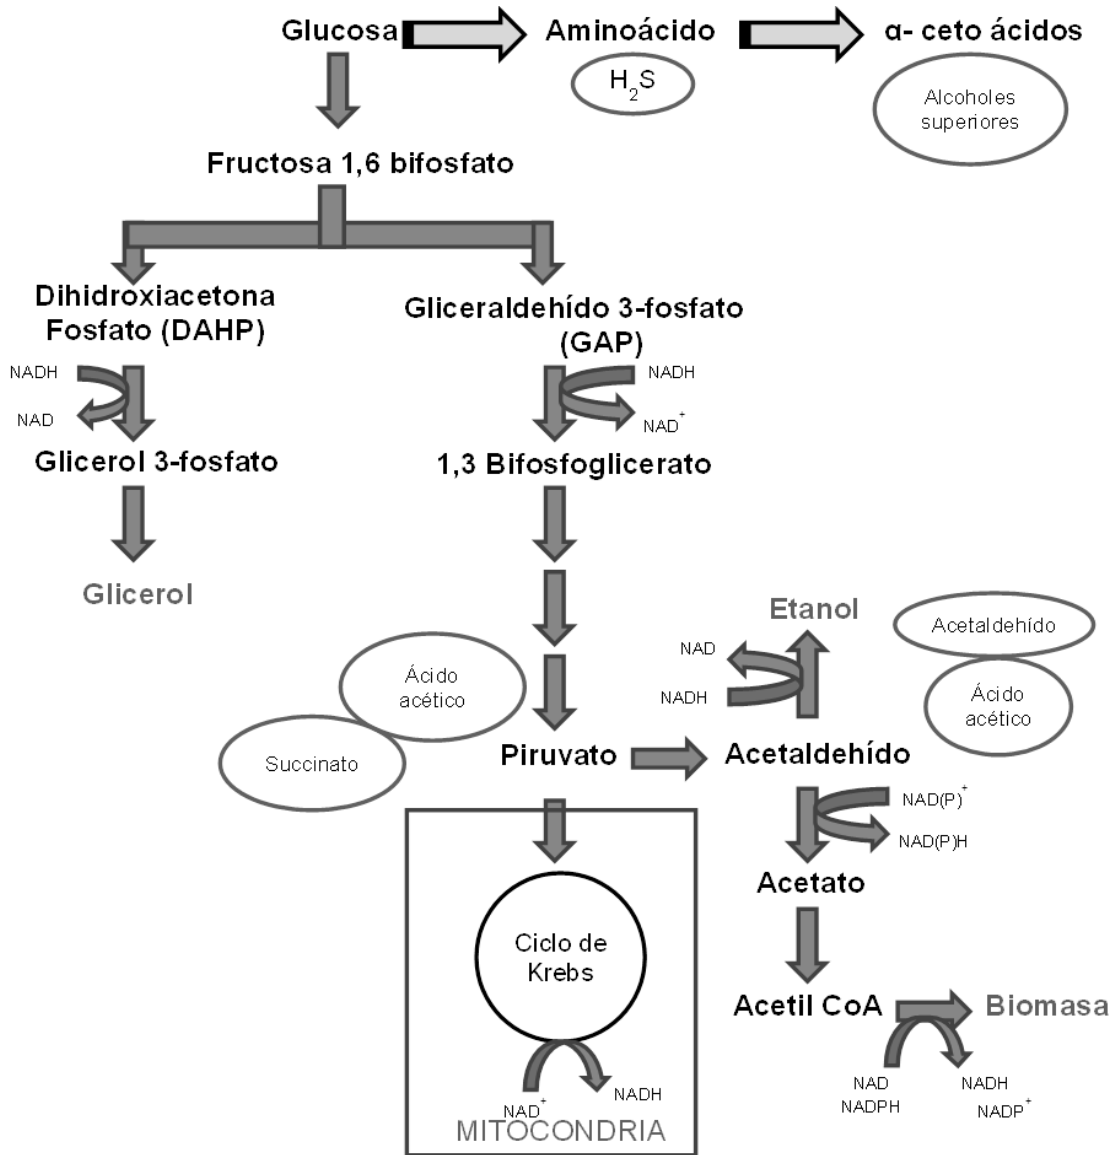 Glucosa
Aminoácido
α- ceto ácidos
H₂S
Alcoholes
superiores
Fructosa 1,6 bifosfato
Dihidroxiacetona
Fosfato (DAHP)
Gliceraldehído 3-fosfato
(GAP)
NADH
NAD
NADH
NAD⁺
Glicerol 3-fosfato
1,3 Bifosfoglicerato
Glicerol
Etanol
Acetaldehído
Ácido
acético
NAD
NADH
Ácido
acético
Succinato
Piruvato
Acetaldehído
NAD(P)⁺
NAD(P)H
Acetato
Ciclo de
Krebs
Acetil CoA
Biomasa
NAD
NADPH
NADH
NADP⁺
NAD⁺
NADH
MITOCONDRIA